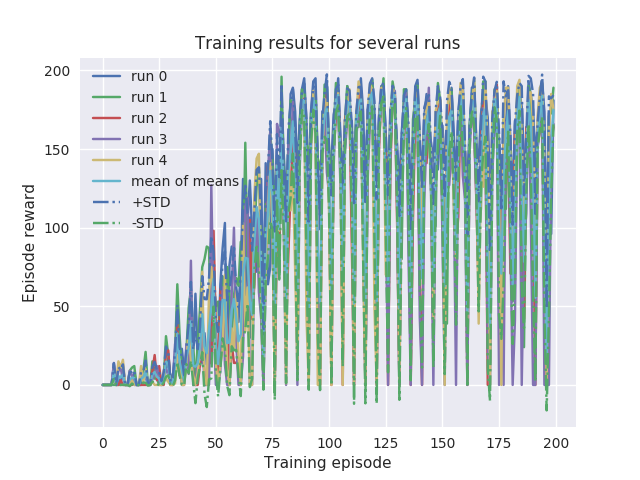 Training results for several runs
200
150
100
50
0
Episode reward
run 0
run 1
run 2
run 3
run 4
mean of means
+STD
-STD
0 25 50 75 100 125 150 175 200
Training episode